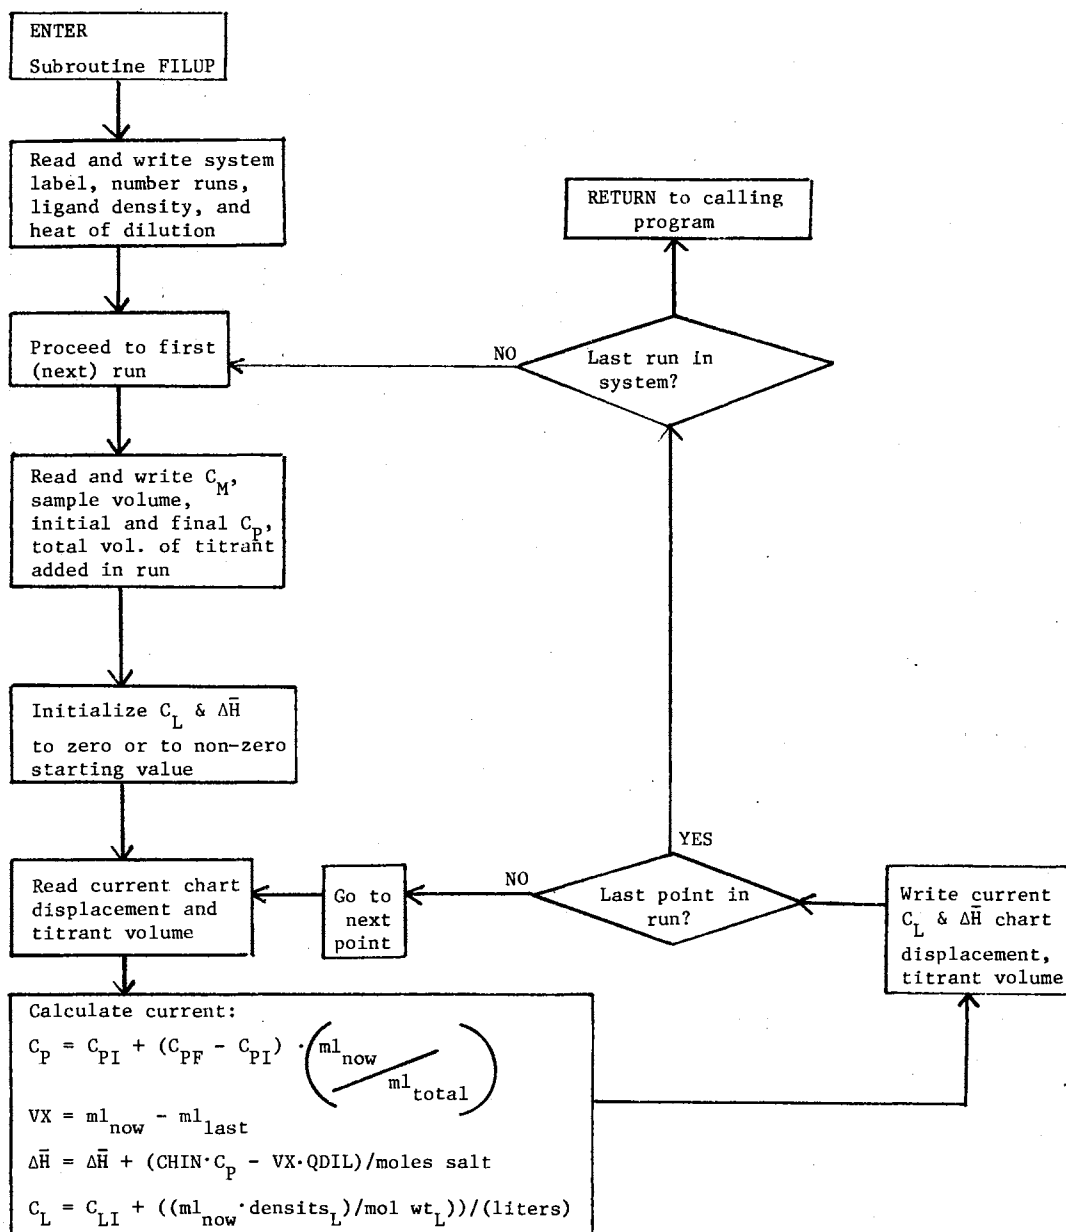 ENTER
Subroutine FILUP
Read and write system
label, number runs,
ligand density, and
heat of dilution
RETURN to calling
program
Proceed to first
(next) run
NO
Last run in
system?
Read and write C_M,
sample volume,
initial and final C_P,
total vol. of titrant
added in run
Initialize C_L & ΔH̄
to zero or to non-zero
starting value
YES
Read current chart
displacement and
titrant volume
Go to
next
point
NO
Last point in
run?
Write current
C_L & ΔH̄ chart
displacement,
titrant volume
Calculate current:
C_P = C_PI + (C_PF - C_PI) · (ml_now / ml_total)
VX = ml_now - ml_last
ΔH̄ = ΔH̄ + (CHIN·C_P - VX·QDIL)/moles salt
C_L = C_LI + ((ml_now·densits_L)/mol wt_L))/(liters)